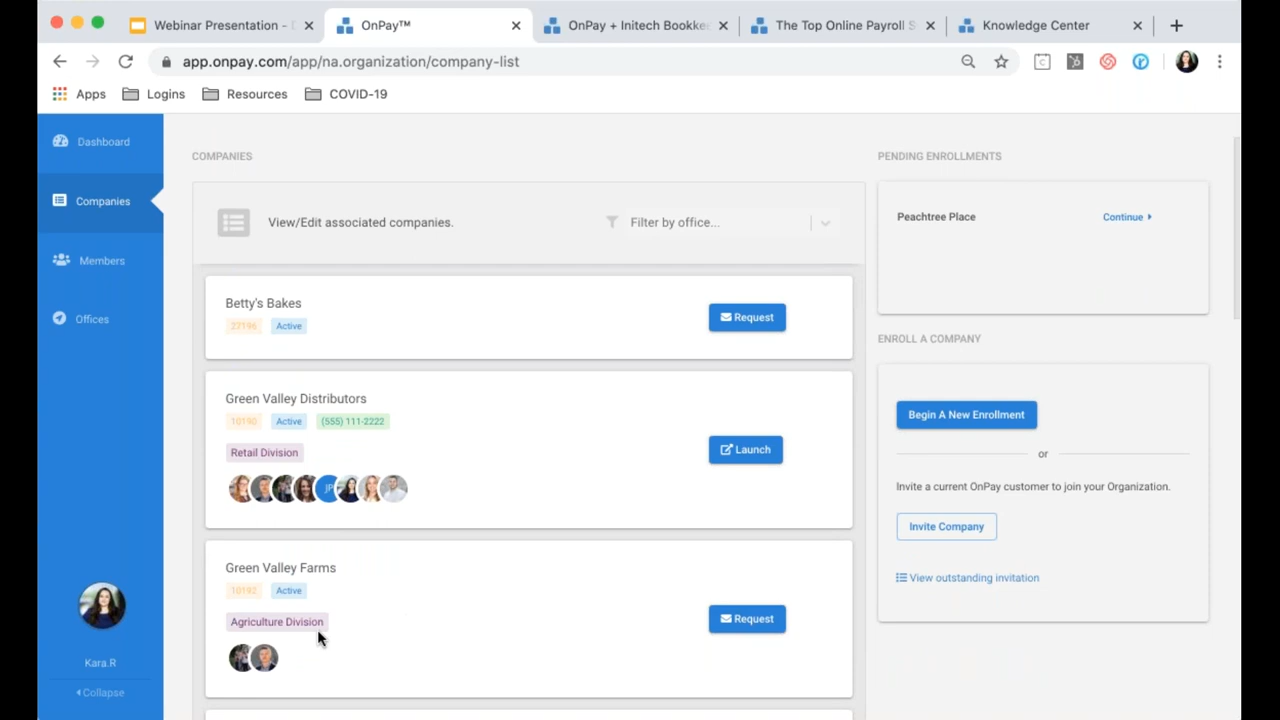 Webinar Presentation - (
OnPay™
OnPay + Initech Bookke
The Top Online Payroll S
Knowledge Center
app.onpay.com/app/na.organization/company-list
Apps
Logins
Resources
COVID-19
Dashboard
Companies
Members
Offices
Kara.R
Collapse
COMPANIES
View/Edit associated companies.
Filter by office...
Betty's Bakes
27196 Active
Request
Green Valley Distributors
10190 Active (555) 111-2222
Retail Division
JP
Launch
Green Valley Farms
10192 Active
Agriculture Division
Request
PENDING ENROLLMENTS
Peachtree Place
Continue
ENROLL A COMPANY
Begin A New Enrollment
or
Invite a current OnPay customer to join your Organization.
Invite Company
View outstanding invitation